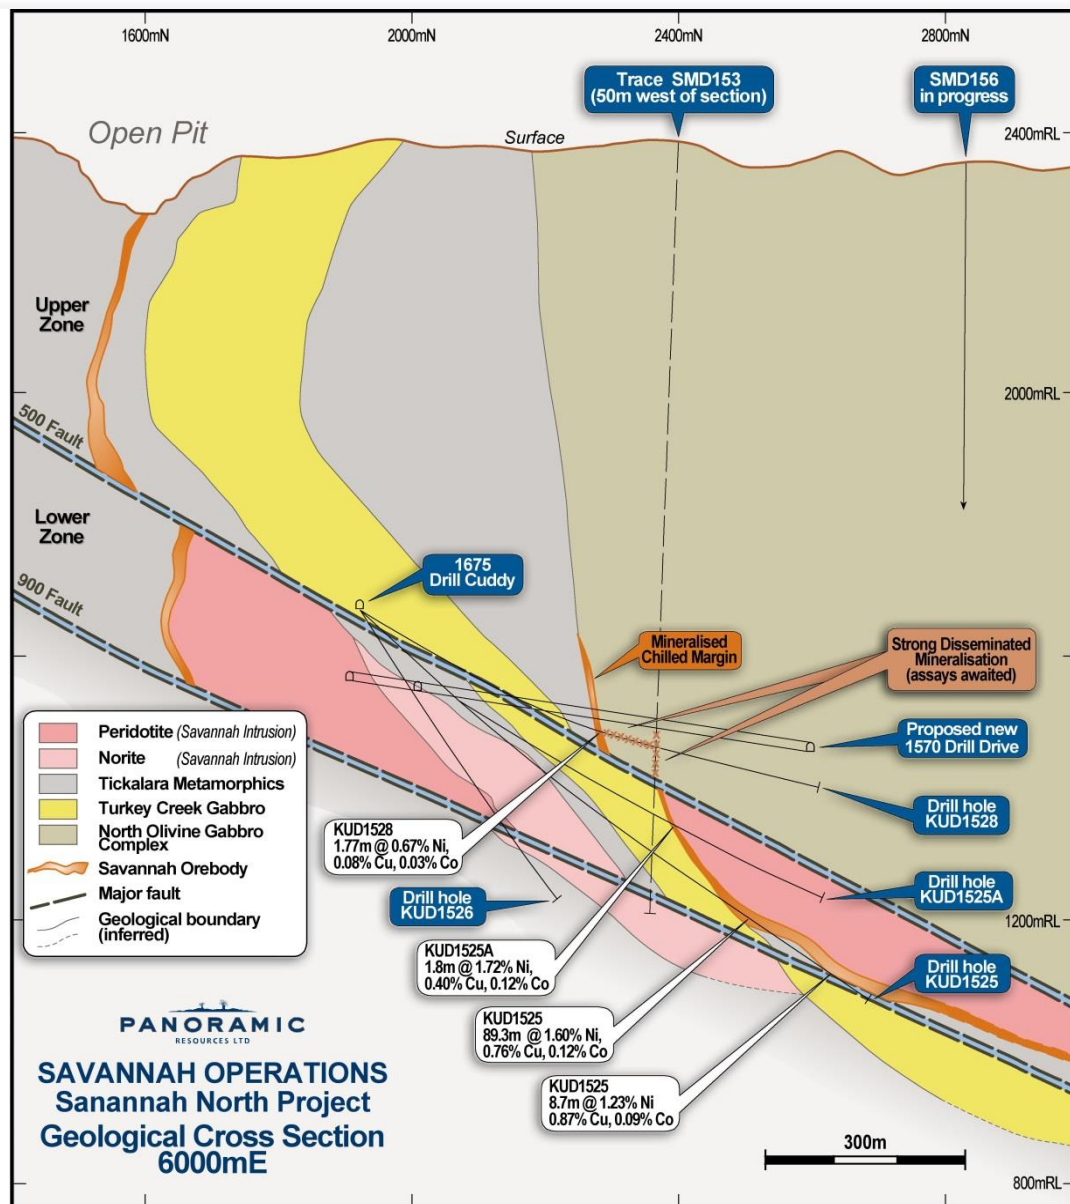 1600mN
2000mN
2400mN
2800mN
Trace SMD153
(50m west of section)
SMD156
in progress
Open Pit
Surface
2400mRL
Upper
Zone
2000mRL
500 Fault
Lower
Zone
900 Fault
1675
Drill Cuddy
Mineralised
Chilled Margin
Strong Disseminated
Mineralisation
(assays awaited)
Proposed new
1570 Drill Drive
Drill hole
KUD1528
Drill hole
KUD1525A
1200mRL
Drill hole
KUD1525
Peridotite (Savannah Intrusion)
Norite (Savannah Intrusion)
Tickalara Metamorphics
Turkey Creek Gabbro
North Olivine Gabbro
Complex
Savannah Orebody
Major fault
Geological boundary
(inferred)
KUD1528
1.77m @ 0.67% Ni,
0.08% Cu, 0.03% Co
Drill hole
KUD1526
KUD1525A
1.8m @ 1.72% Ni,
0.40% Cu, 0.12% Co
KUD1525
89.3m @ 1.60% Ni,
0.76% Cu, 0.12% Co
KUD1525
8.7m @ 1.23% Ni
0.87% Cu, 0.09% Co
PANORAMIC
RESOURCES LTD
SAVANNAH OPERATIONS
Sanannah North Project
Geological Cross Section
6000mE
300m
800mRL